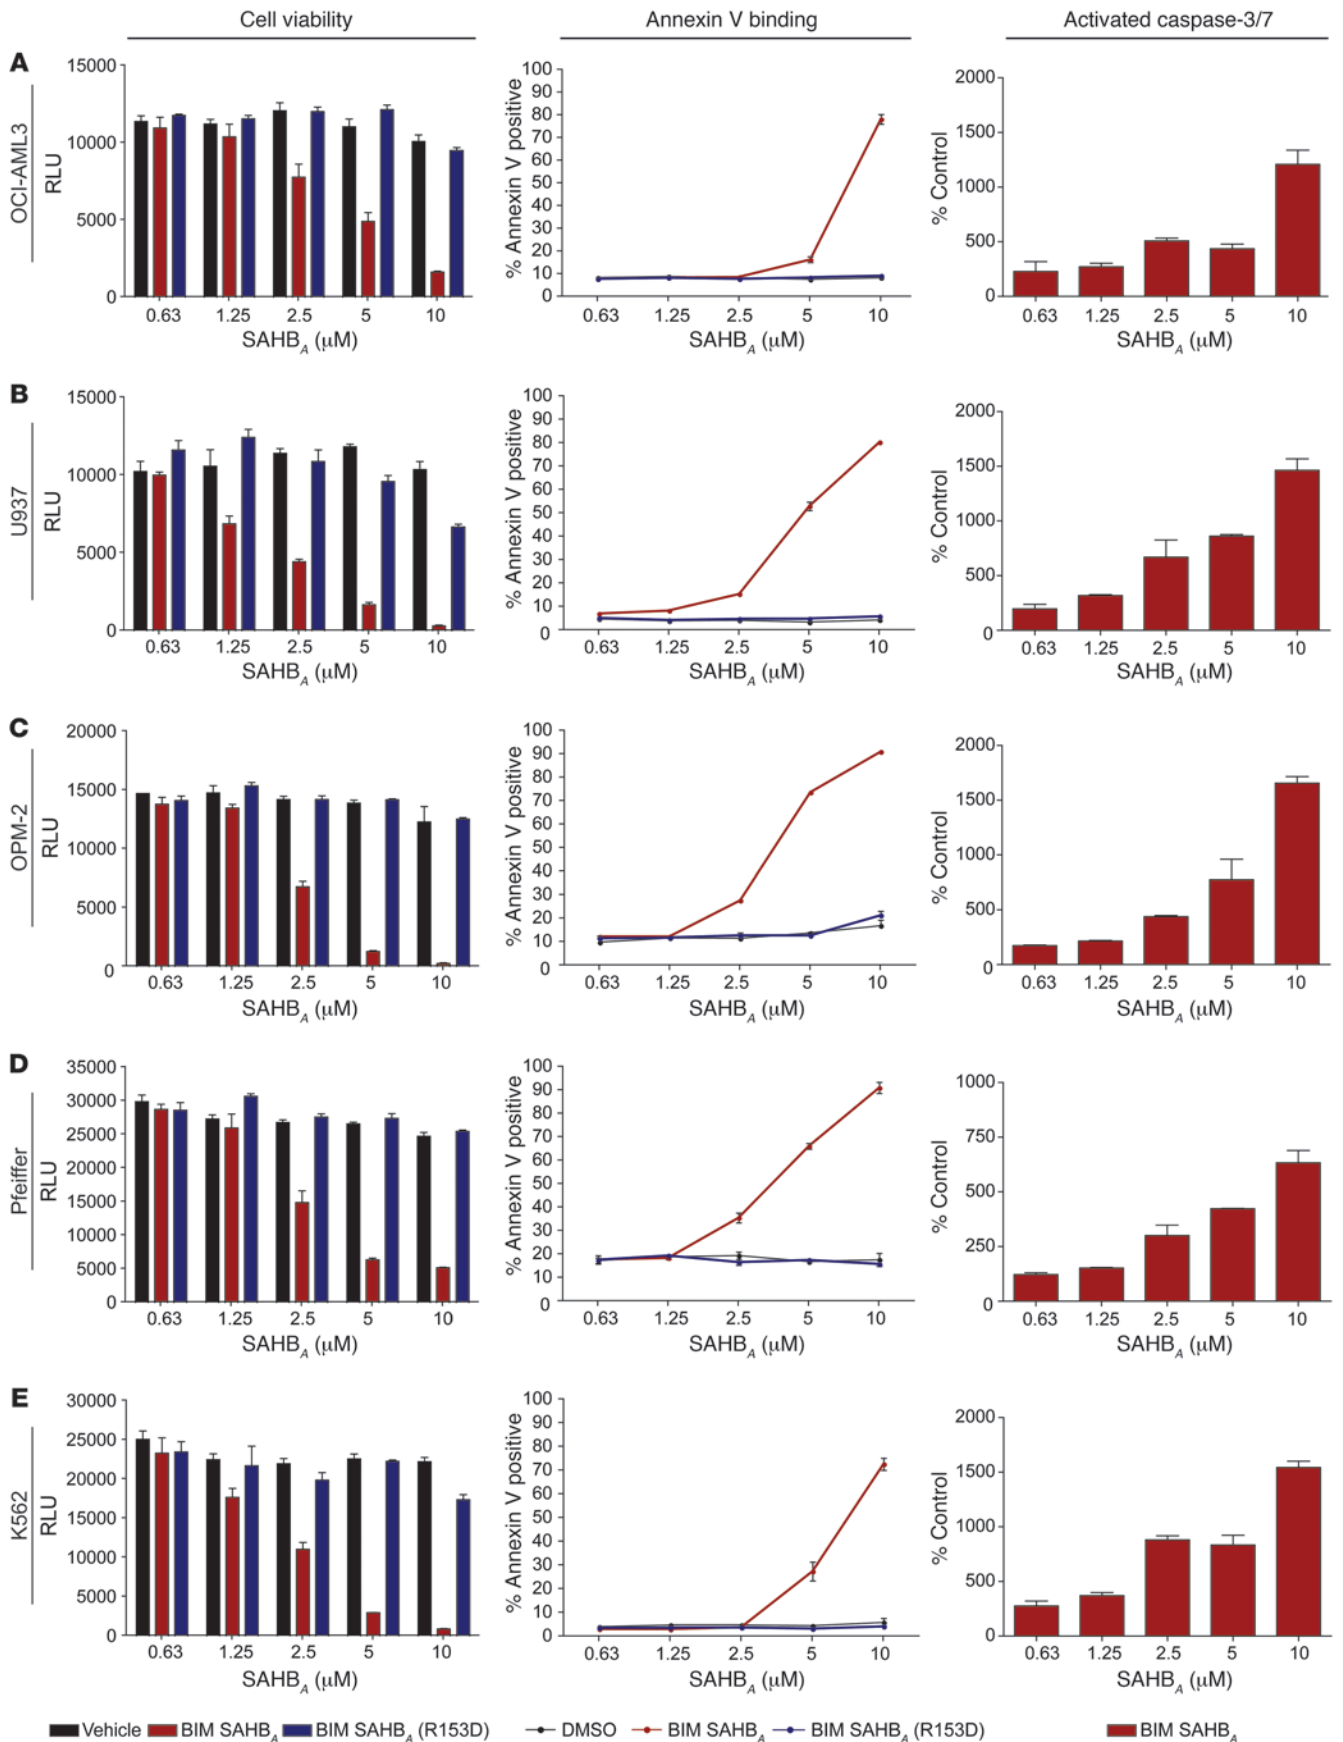 Cell viability
Annexin V binding
Activated caspase-3/7
A
OCI-AML3
RLU
15000
10000
5000
0
0.63 1.25 2.5 5 10
SAHBA (μM)
% Annexin V positive
100
90
80
70
60
50
40
30
20
10
0
0.63 1.25 2.5 5 10
SAHBA (μM)
% Control
2000
1500
1000
500
0
0.63 1.25 2.5 5 10
SAHBA (μM)
B
U937
RLU
15000
10000
5000
0
0.63 1.25 2.5 5 10
SAHBA (μM)
% Annexin V positive
100
90
80
70
60
50
40
30
20
10
0
0.63 1.25 2.5 5 10
SAHBA (μM)
% Control
2000
1500
1000
500
0
0.63 1.25 2.5 5 10
SAHBA (μM)
C
OPM-2
RLU
20000
15000
10000
5000
0
0.63 1.25 2.5 5 10
SAHBA (μM)
% Annexin V positive
100
90
80
70
60
50
40
30
20
10
0
0.63 1.25 2.5 5 10
SAHBA (μM)
% Control
2000
1500
1000
500
0
0.63 1.25 2.5 5 10
SAHBA (μM)
D
Pfeiffer
RLU
35000
30000
25000
20000
15000
10000
5000
0
0.63 1.25 2.5 5 10
SAHBA (μM)
% Annexin V positive
100
90
80
70
60
50
40
30
20
10
0
0.63 1.25 2.5 5 10
SAHBA (μM)
% Control
1000
750
500
250
0
0.63 1.25 2.5 5 10
SAHBA (μM)
E
K562
RLU
30000
25000
20000
15000
10000
5000
0
0.63 1.25 2.5 5 10
SAHBA (μM)
% Annexin V positive
100
90
80
70
60
50
40
30
20
10
0
0.63 1.25 2.5 5 10
SAHBA (μM)
% Control
2000
1500
1000
500
0
0.63 1.25 2.5 5 10
SAHBA (μM)
Vehicle BIM SAHBA BIM SAHBA (R153D)
DMSO BIM SAHBA BIM SAHBA (R153D)
BIM SAHBA